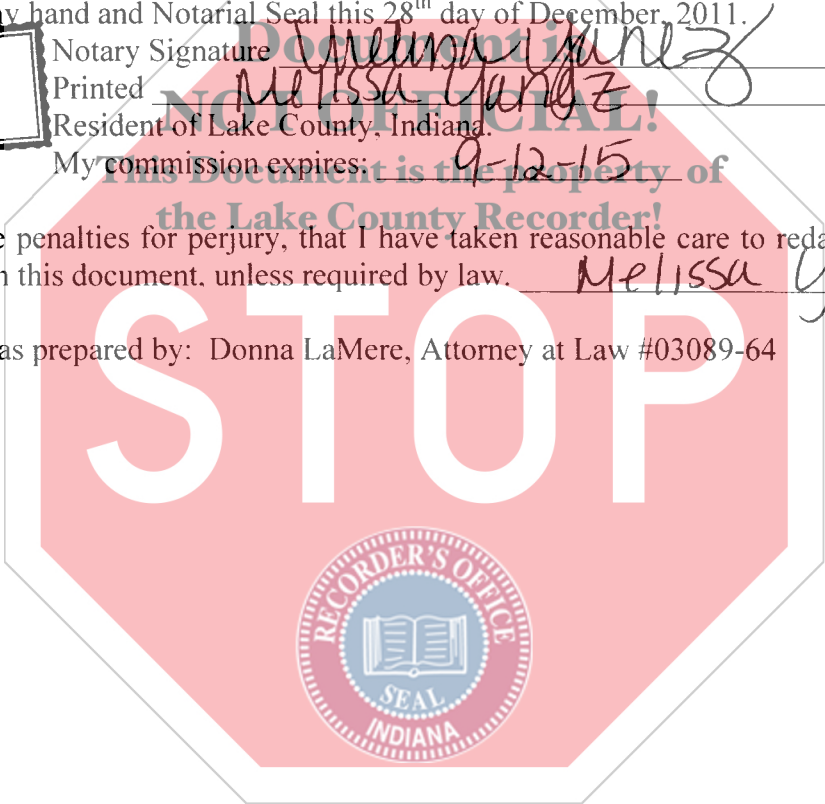 hand and Notarial Seal this 28th day of December, 2011.
Document is
Notary Signature Melissa Yanez
Printed Melissa Yanez
NOT OFFICIAL!
Resident of Lake County, Indiana.
My commission expires: 9-12-15
This Document is the property of
the Lake County Recorder!
penalties for perjury, that I have taken reasonable care to reda
this document, unless required by law. Melissa Y
as prepared by: Donna LaMere, Attorney at Law #03089-64
STOP
RECORDER'S OFFICE
SEAL
INDIANA